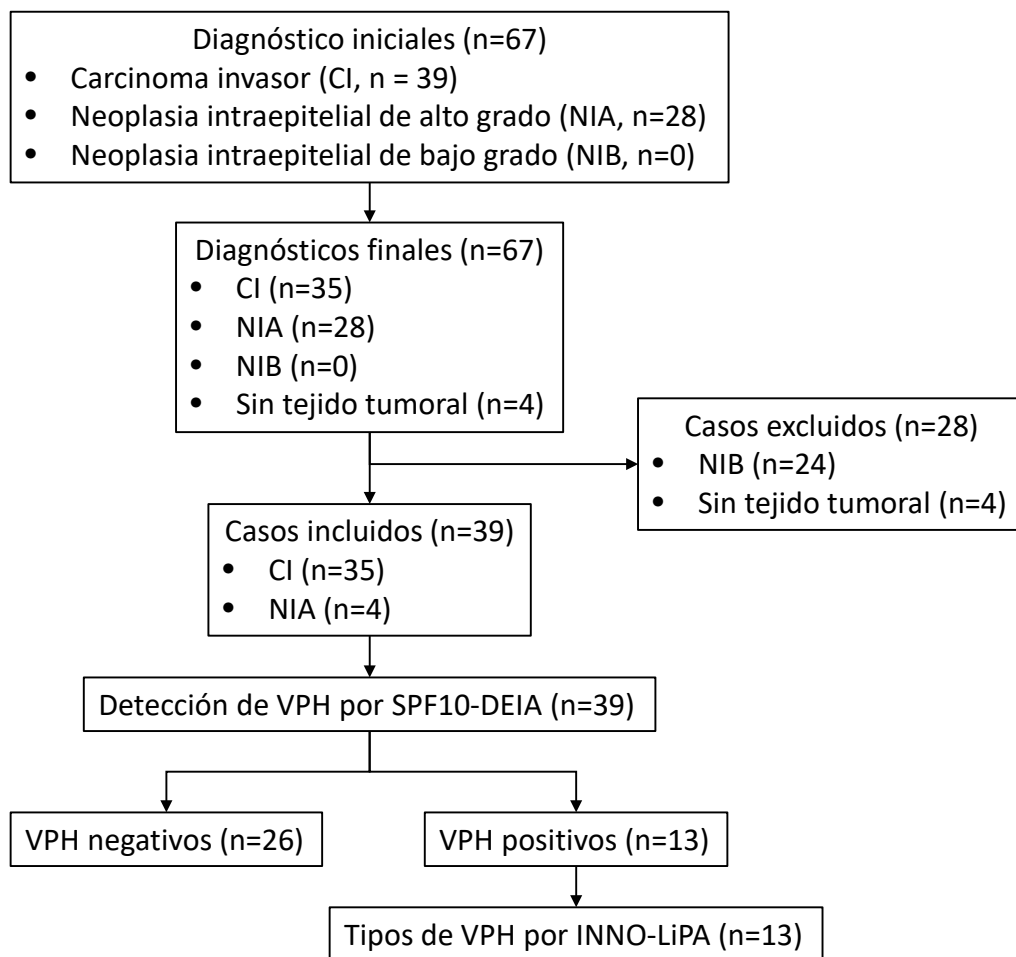 Diagnóstico iniciales (n=67)
• Carcinoma invasor (CI, n = 39)
• Neoplasia intraepitelial de alto grado (NIA, n=28)
• Neoplasia intraepitelial de bajo grado (NIB, n=0)
Diagnósticos finales (n=67)
• CI (n=35)
• NIA (n=28)
• NIB (n=0)
• Sin tejido tumoral (n=4)
Casos excluidos (n=28)
• NIB (n=24)
• Sin tejido tumoral (n=4)
Casos incluidos (n=39)
• CI (n=35)
• NIA (n=4)
Detección de VPH por SPF10-DEIA (n=39)
VPH negativos (n=26)
VPH positivos (n=13)
Tipos de VPH por INNO-LiPA (n=13)